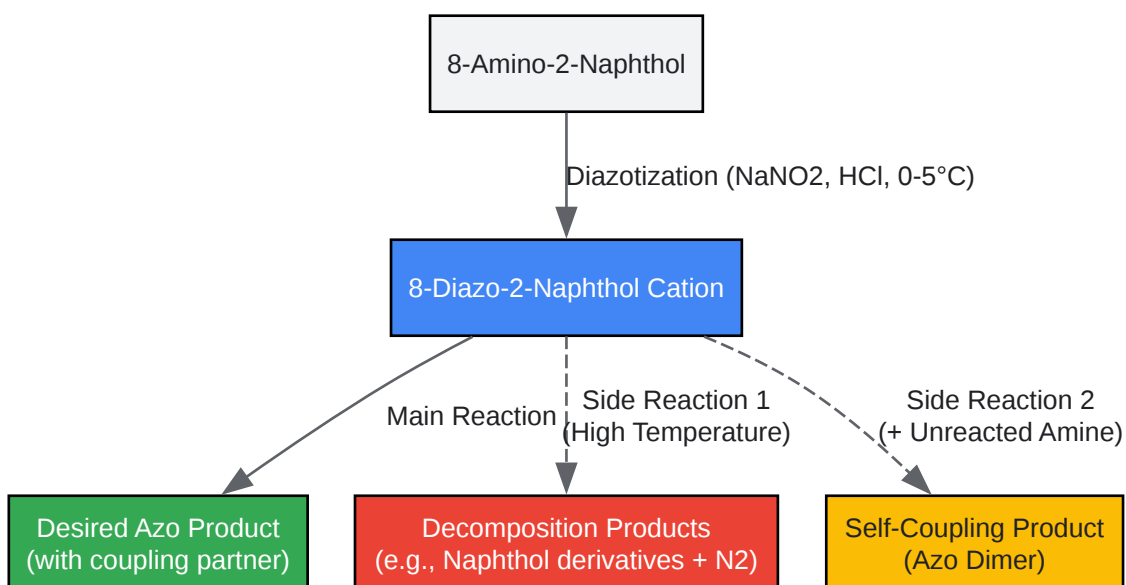 8-Amino-2-Naphthol
Diazotization (NaNO2, HCl, 0-5°C)
8-Diazo-2-Naphthol Cation
Main Reaction
Side Reaction 1
(High Temperature)
Side Reaction 2
(+ Unreacted Amine)
Desired Azo Product
(with coupling partner)
Decomposition Products
(e.g., Naphthol derivatives + N2)
Self-Coupling Product
(Azo Dimer)